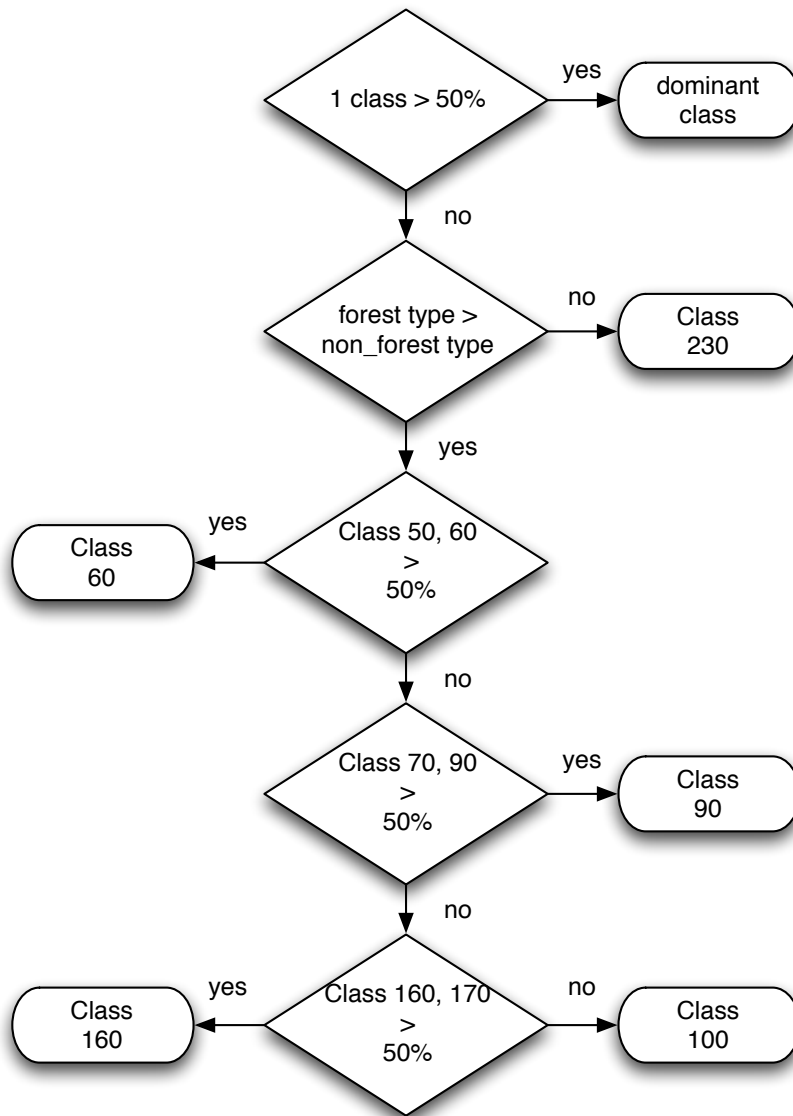 1 class > 50%
yes
dominant
class
no
forest type >
non_forest type
no
Class
230
yes
Class 50, 60
>
50%
yes
Class
60
no
Class 70, 90
>
50%
yes
Class
90
no
Class 160, 170
>
50%
yes
Class
160
no
Class
100